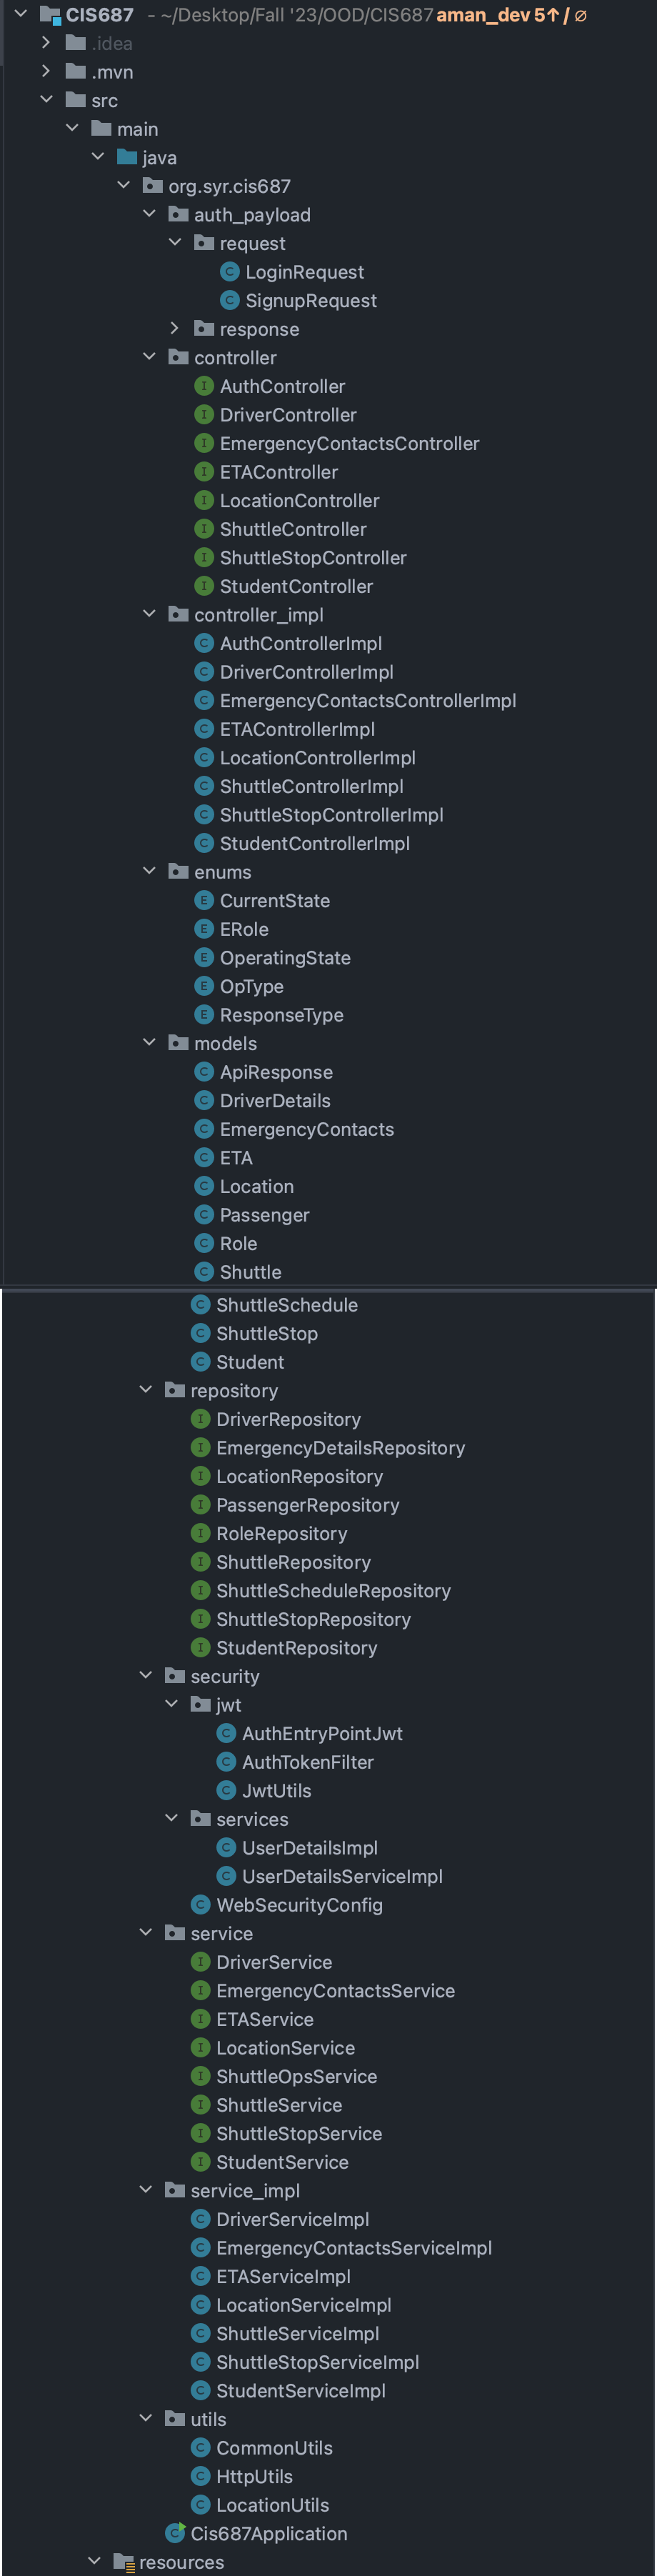 CIS687 - ~/Desktop/Fall '23/OOD/CIS687 aman_dev 5↑ / ∅
.idea
.mvn
src
main
java
org.syr.cis687
auth_payload
request
C LoginRequest
C SignupRequest
response
controller
I AuthController
I DriverController
I EmergencyContactsController
I ETAController
I LocationController
I ShuttleController
I ShuttleStopController
I StudentController
controller_impl
C AuthControllerImpl
C DriverControllerImpl
C EmergencyContactsControllerImpl
C ETAControllerImpl
C LocationControllerImpl
C ShuttleControllerImpl
C ShuttleStopControllerImpl
C StudentControllerImpl
enums
E CurrentState
E ERole
E OperatingState
E OpType
E ResponseType
models
C ApiResponse
C DriverDetails
C EmergencyContacts
C ETA
C Location
C Passenger
C Role
C Shuttle
C ShuttleSchedule
C ShuttleStop
C Student
repository
I DriverRepository
I EmergencyDetailsRepository
I LocationRepository
I PassengerRepository
I RoleRepository
I ShuttleRepository
I ShuttleScheduleRepository
I ShuttleStopRepository
I StudentRepository
security
jwt
C AuthEntryPointJwt
C AuthTokenFilter
C JwtUtils
services
C UserDetailsImpl
C UserDetailsServiceImpl
C WebSecurityConfig
service
I DriverService
I EmergencyContactsService
I ETAService
I LocationService
I ShuttleOpsService
I ShuttleService
I ShuttleStopService
I StudentService
service_impl
C DriverServiceImpl
C EmergencyContactsServiceImpl
C ETAServiceImpl
C LocationServiceImpl
C ShuttleServiceImpl
C ShuttleStopServiceImpl
C StudentServiceImpl
utils
C CommonUtils
C HttpUtils
C LocationUtils
C Cis687Application
resources